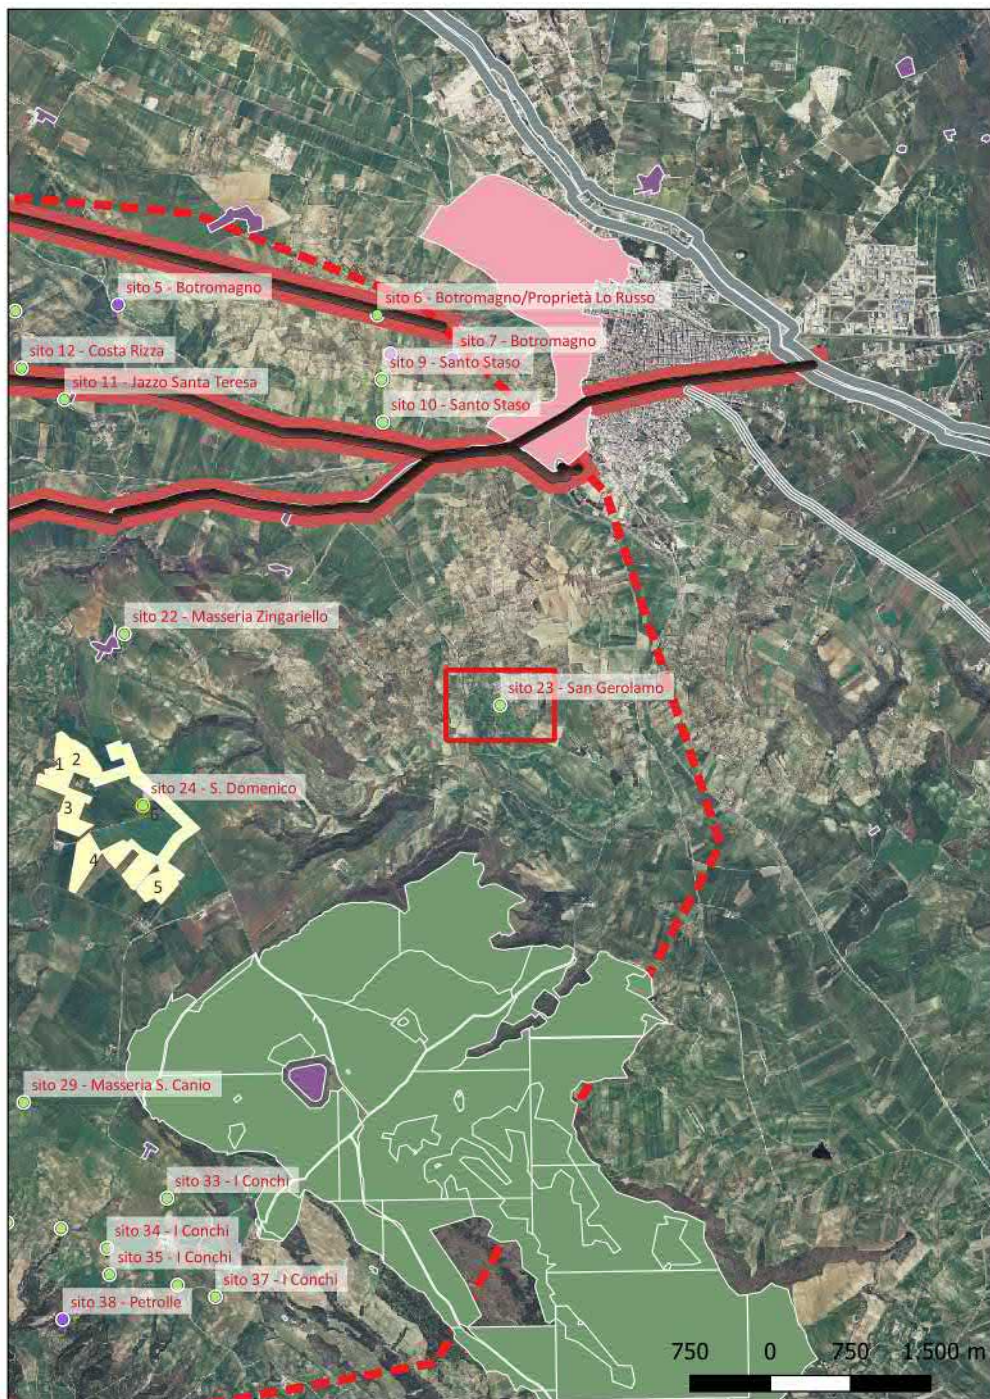 sito 5 - Botromagno
sito 6 - Botromagno/Proprietà Lo Russo
sito 7 - Botromagno
sito 12 - Costa Rizza
sito 9 - Santo Staso
sito 11 - Jazzo Santa Teresa
sito 10 - Santo Staso
sito 22 - Masseria Zingariello
sito 23 - San Gerolamo
1
2
sito 24 - S. Domenico
3
6
4
5
sito 29 - Masseria S. Canio
sito 33 - I Conchi
sito 34 - I Conchi
sito 35 - I Conchi
sito 37 - I Conchi
sito 38 - Petrolle
750 0 750 1.500 m